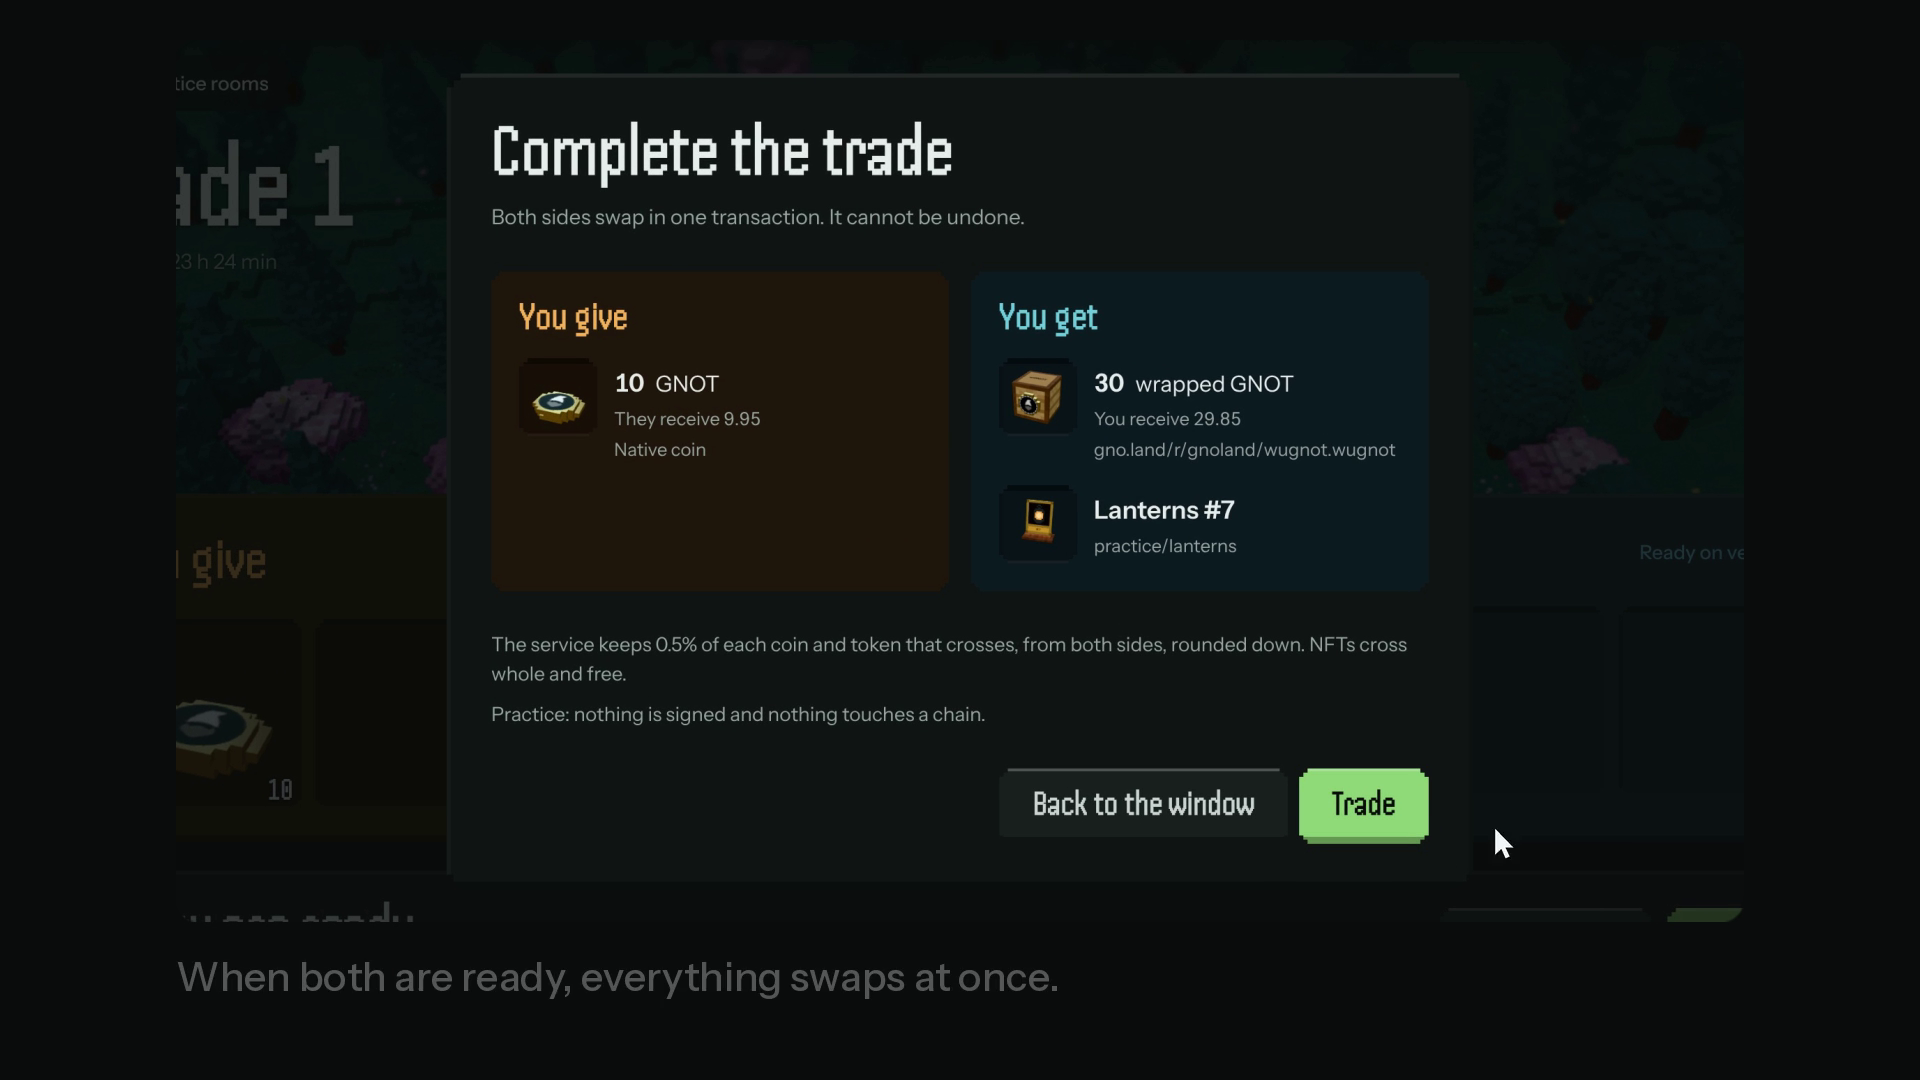 tice rooms
ade 1
23 h 24 min
Complete the trade
Both sides swap in one transaction. It cannot be undone.
You give
10 GNOT
They receive 9.95
Native coin
You get
30 wrapped GNOT
You receive 29.85
gno.land/r/gnoland/wugnot.wugnot
Lanterns #7
practice/lanterns
give
Ready on ve
10
The service keeps 0.5% of each coin and token that crosses, from both sides, rounded down. NFTs cross
whole and free.
Practice: nothing is signed and nothing touches a chain.
Back to the window
Trade
When both are ready, everything swaps at once.